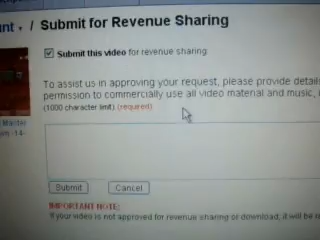 nt / Submit for Revenue Sharing
Submit this video for revenue sharing
To assist us in approving your request, please provide detail
permission to commercially use all video material and music,
(1000 character limit) (required)
Submit Cancel
IMPORTANT NOTE:
If your video is not approved for revenue sharing or download, it will be